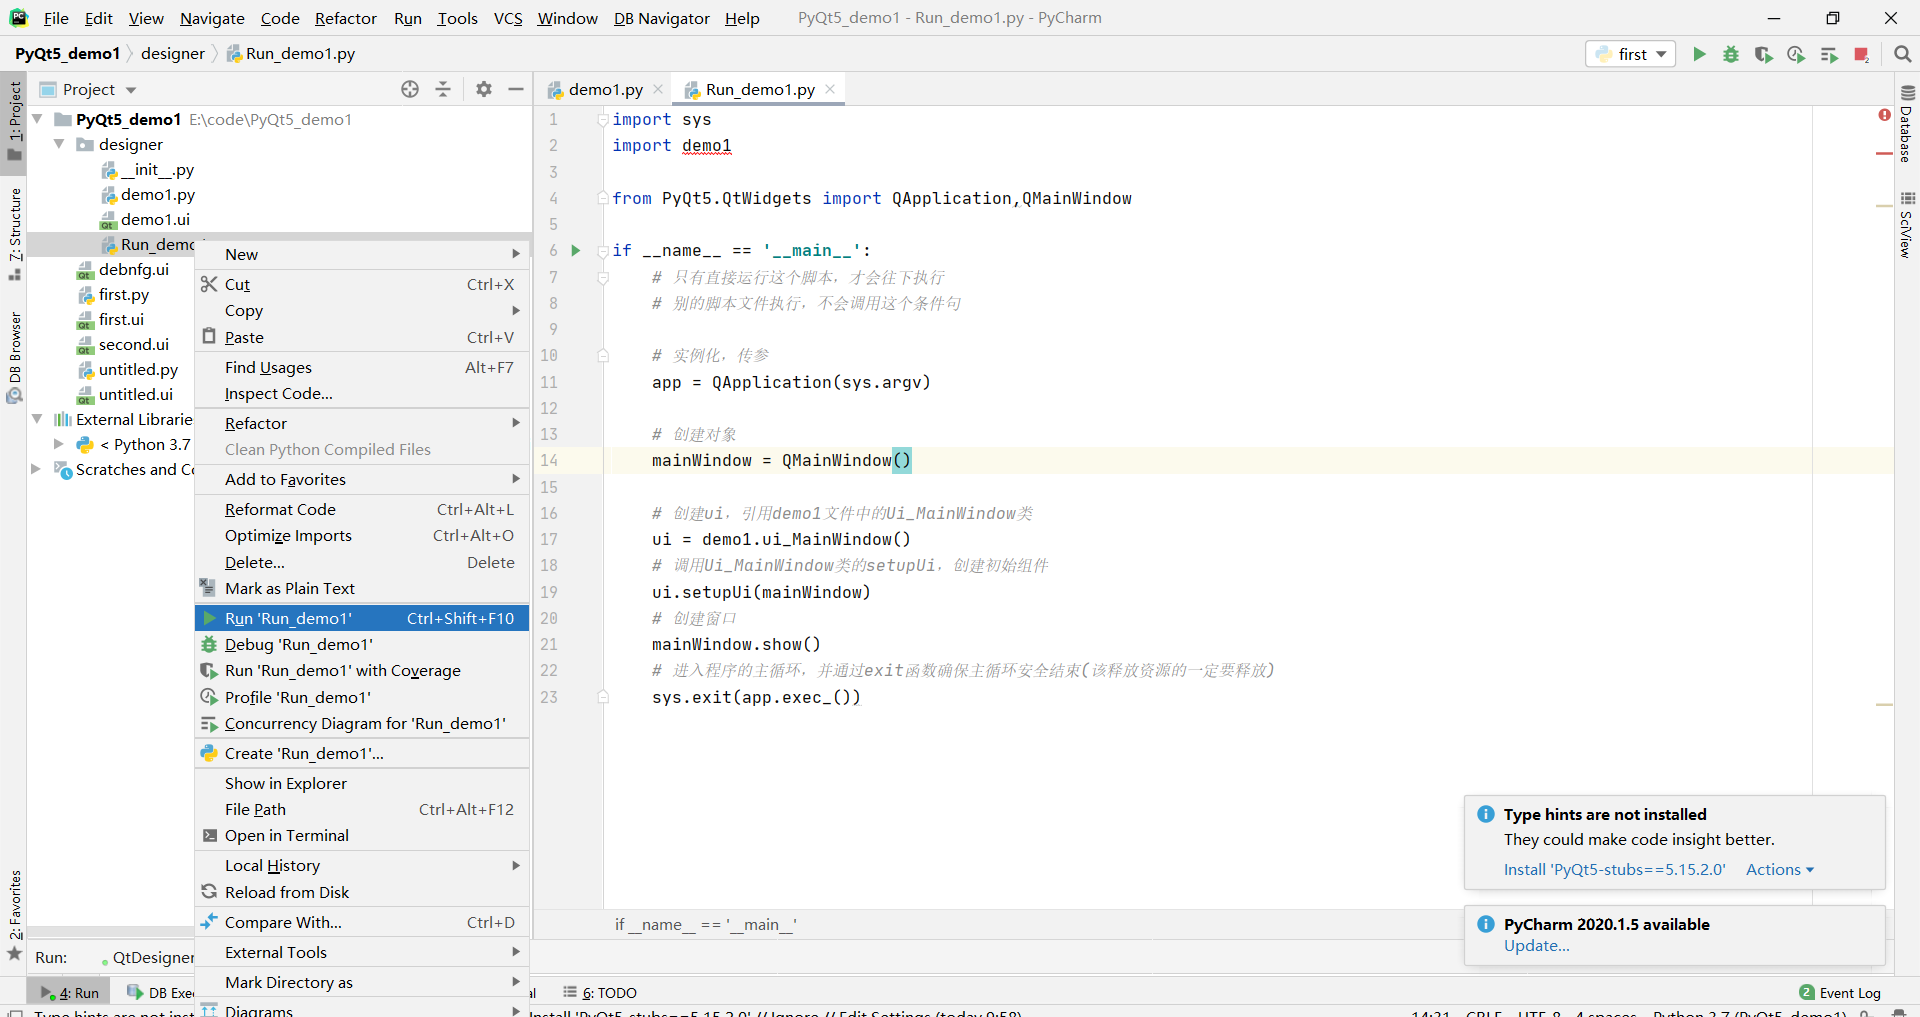 File Edit View Navigate Code Refactor Run Tools VCS Window DB Navigator Help PyQt5_demo1 - Run_demo1.py - PyCharm
PyQt5_demo1 designer Run_demo1.py first
Project
demo1.py Run_demo1.py
PyQt5_demo1 E:\code\PyQt5_demo1
designer
__init__.py
demo1.py
demo1.ui
Run_demo
debnfg.ui
first.py
first.ui
second.ui
untitled.py
untitled.ui
External Librarie
< Python 3.7
Scratches and Co
1: Project
7: Structure
DB Browser
2: Favorites
New
Cut Ctrl+X
Copy
Paste Ctrl+V
Find Usages Alt+F7
Inspect Code...
Refactor
Clean Python Compiled Files
Add to Favorites
Reformat Code Ctrl+Alt+L
Optimize Imports Ctrl+Alt+O
Delete... Delete
Mark as Plain Text
Run 'Run_demo1' Ctrl+Shift+F10
Debug 'Run_demo1'
Run 'Run_demo1' with Coverage
Profile 'Run_demo1'
Concurrency Diagram for 'Run_demo1'
Create 'Run_demo1'...
Show in Explorer
File Path Ctrl+Alt+F12
Open in Terminal
Local History
Reload from Disk
Compare With... Ctrl+D
External Tools
Mark Directory as
Diagrams
1 import sys
2 import demo1
3
4 from PyQt5.QtWidgets import QApplication,QMainWindow
5
6 if __name__ == '__main__':
7 # 只有直接运行这个脚本，才会往下执行
8 # 别的脚本文件执行，不会调用这个条件句
9
10 # 实例化，传参
11 app = QApplication(sys.argv)
12
13 # 创建对象
14 mainWindow = QMainWindow()
15
16 # 创建ui，引用demo1文件中的Ui_MainWindow类
17 ui = demo1.ui_MainWindow()
18 # 调用Ui_MainWindow类的setupUi，创建初始组件
19 ui.setupUi(mainWindow)
20 # 创建窗口
21 mainWindow.show()
22 # 进入程序的主循环，并通过exit函数确保主循环安全结束(该释放资源的一定要释放)
23 sys.exit(app.exec_())
if __name__ == '__main__'
Database
SciView
Type hints are not installed
They could make code insight better.
Install 'PyQt5-stubs==5.15.2.0' Actions
PyCharm 2020.1.5 available
Update...
Run: QtDesigner
4: Run DB Exe al 6: TODO 2 Event Log
Type hints are not inst Install 'PyQt5-stubs==5.15.2.0' // Ignore // Edit Settings (today 9:58) 14:31 CRLF UTF-8 4 spaces Python 3.7 (PyQt5_demo1)